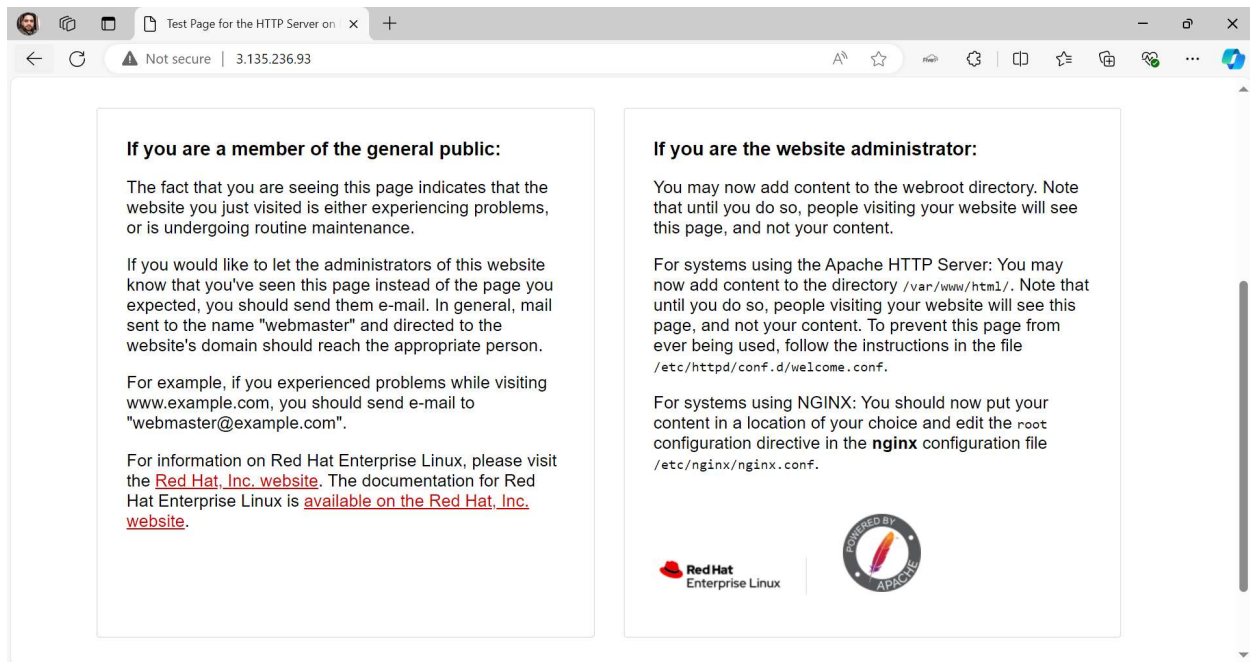 Test Page for the HTTP Server on
Not secure
3.135.236.93
If you are a member of the general public:
The fact that you are seeing this page indicates that the
website you just visited is either experiencing problems,
or is undergoing routine maintenance.
If you would like to let the administrators of this website
know that you've seen this page instead of the page you
expected, you should send them e-mail. In general, mail
sent to the name "webmaster" and directed to the
website's domain should reach the appropriate person.
For example, if you experienced problems while visiting
www.example.com, you should send e-mail to
"webmaster@example.com".
For information on Red Hat Enterprise Linux, please visit
the Red Hat, Inc. website. The documentation for Red
Hat Enterprise Linux is available on the Red Hat, Inc.
website.
If you are the website administrator:
You may now add content to the webroot directory. Note
that until you do so, people visiting your website will see
this page, and not your content.
For systems using the Apache HTTP Server: You may
now add content to the directory /var/www/html/. Note that
until you do so, people visiting your website will see this
page, and not your content. To prevent this page from
ever being used, follow the instructions in the file
/etc/httpd/conf.d/welcome.conf.
For systems using NGINX: You should now put your
content in a location of your choice and edit the root
configuration directive in the nginx configuration file
/etc/nginx/nginx.conf.
Red Hat
Enterprise Linux
POWERED BY
APACHE